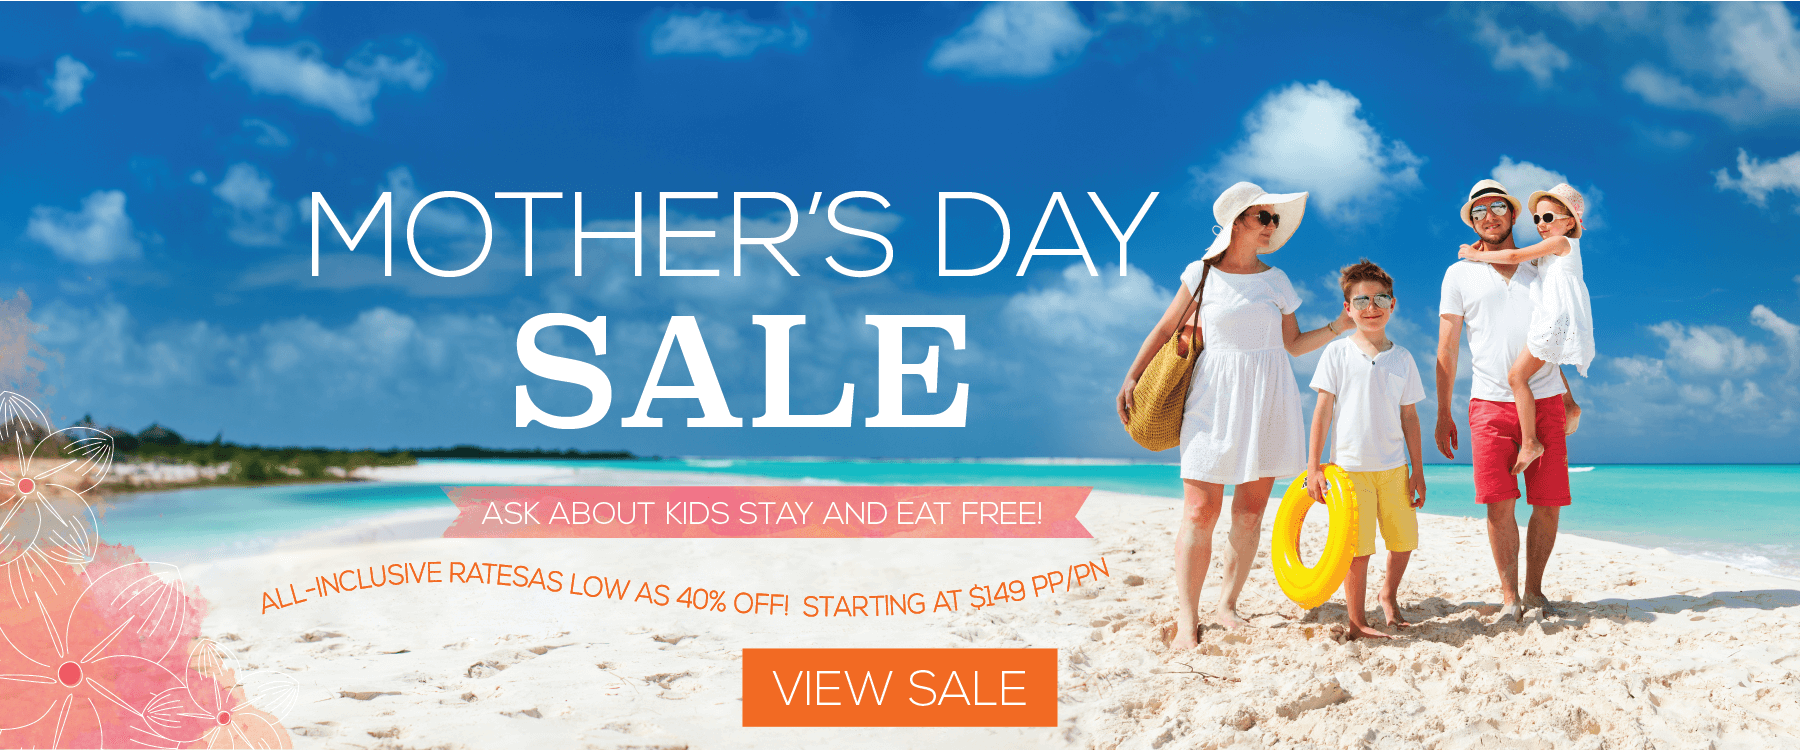 MOTHER'S DAY
SALE
ASK ABOUT KIDS STAY AND EAT FREE!
ALL-INCLUSIVE RATESAS LOW AS 40% OFF! STARTING AT $149 PP/PN
VIEW SALE